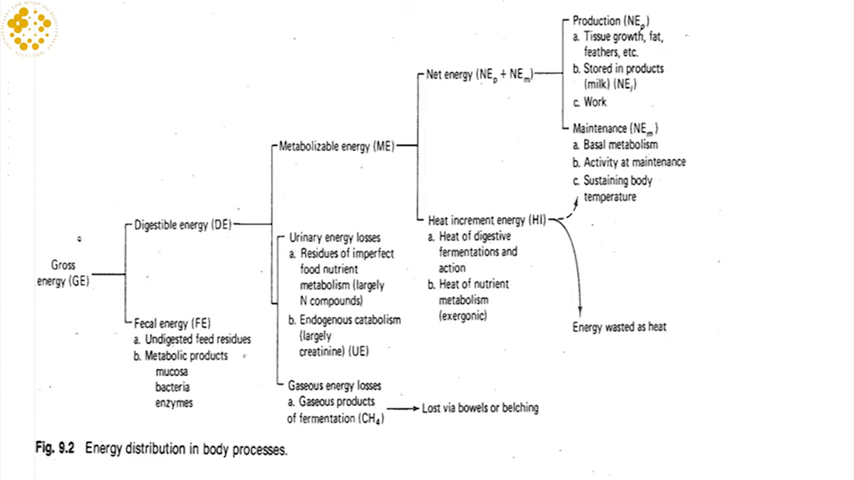 Production (NEp)
a. Tissue growth, fat,
feathers, etc.
b. Stored in products
(milk) (NEl)
c. Work
Net energy (NEp + NEm)
Maintenance (NEm)
a. Basal metabolism
b. Activity at maintenance
c. Sustaining body
temperature
Metabolizable energy (ME)
Heat increment energy (HI)
a. Heat of digestive
fermentations and
action
b. Heat of nutrient
metabolism
(exergonic)
Energy wasted as heat
Digestible energy (DE)
Urinary energy losses
a. Residues of imperfect
food nutrient
metabolism (largely
N compounds)
b. Endogenous catabolism
(largely
creatinine) (UE)
Gross
energy (GE)
Fecal energy (FE)
a. Undigested feed residues
b. Metabolic products
mucosa
bacteria
enzymes
Gaseous energy losses
a. Gaseous products
of fermentation (CH4)
Lost via bowels or belching
Fig. 9.2 Energy distribution in body processes.